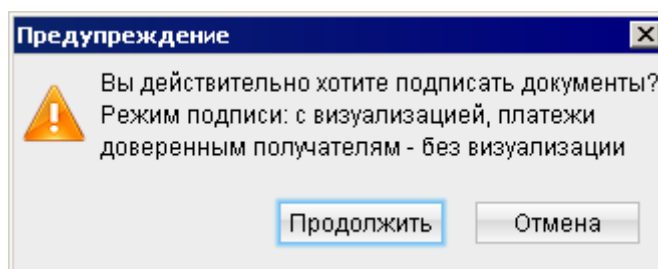 Предупреждение
Вы действительно хотите подписать документы?
Режим подписи: с визуализацией, платежи
доверенным получателям - без визуализации
Продолжить
Отмена